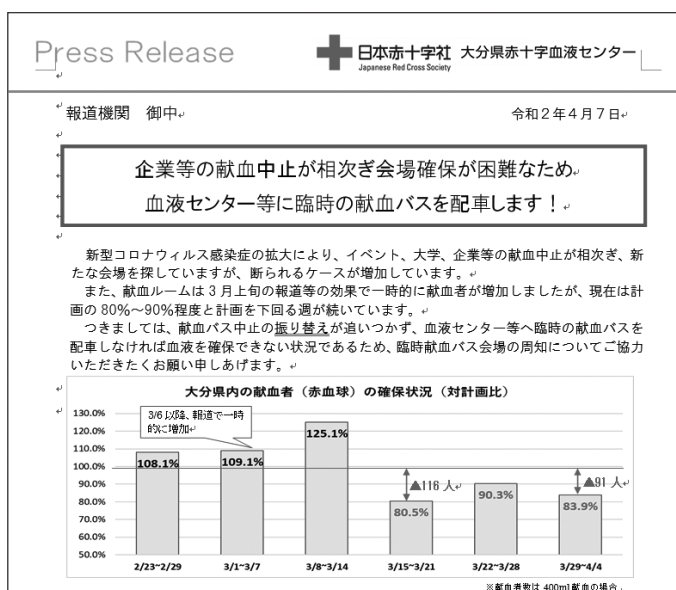 Press Release
日本赤十字社 大分県赤十字血液センター
Japanese Red Cross Society
報道機関 御中
令和2年4月7日
企業等の献血中止が相次ぎ会場確保が困難なため
血液センター等に臨時の献血バスを配車します！
新型コロナウィルス感染症の拡大により、イベント、大学、企業等の献血中止が相次ぎ、新
たな会場を探していますが、断られるケースが増加しています。
また、献血ルームは3月上旬の報道等の効果で一時的に献血者が増加しましたが、現在は計
画の80%～90%程度と計画を下回る週が続いています。
つきましては、献血バス中止の振り替えが追いつかず、血液センター等へ臨時の献血バスを
配車しなければ血液を確保できない状況であるため、臨時献血バス会場の周知についてご協力
いただきたくお願い申しあげます。
大分県内の献血者（赤血球）の確保状況（対計画比）
3/6以降、報道で一時
的に増加
130.0%
120.0%
110.0%
100.0%
90.0%
80.0%
70.0%
60.0%
50.0%
108.1%
109.1%
125.1%
80.5%
▲116人
90.3%
83.9%
▲91人
2/23~2/29
3/1~3/7
3/8~3/14
3/15~3/21
3/22~3/28
3/29~4/4
※献血者数は400ml献血の場合